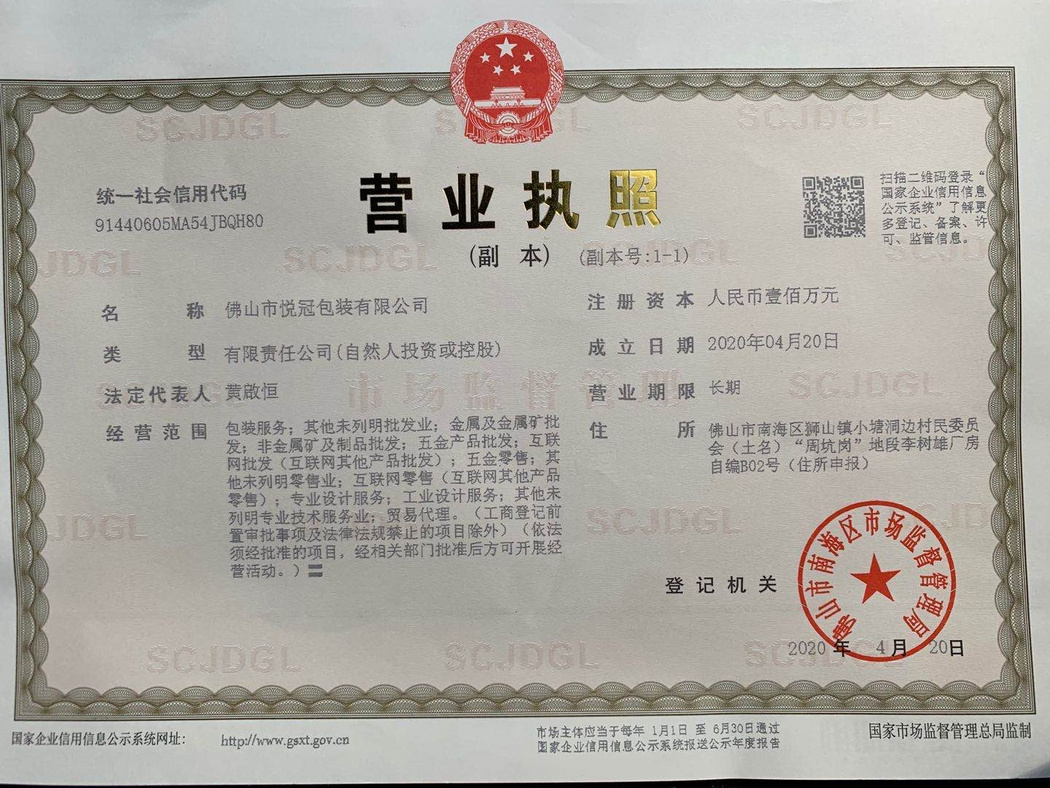 统一社会信用代码
91440605MA54JBQH80
营业执照
(副 本) (副本号:1-1)
扫描二维码登录“
国家企业信用信息
公示系统”了解更
多登记、备案、许
可、监管信息。
名 称 佛山市悦冠包装有限公司
类 型 有限责任公司(自然人投资或控股)
法定代表人 黄啟恒
经营范围 包装服务；其他未列明批发业；金属及金属矿批
发；非金属矿及制品批发；五金产品批发；互联
网批发（互联网其他产品批发）；五金零售；其
他未列明零售业；互联网零售（互联网其他产品
零售）；专业设计服务；工业设计服务；其他未
列明专业技术服务业；贸易代理。（工商登记前
置审批事项及法律法规禁止的项目除外）（依法
须经批准的项目，经相关部门批准后方可开展经
营活动。）
注册资本 人民币壹佰万元
成立日期 2020年04月20日
营业期限 长期
住 所 佛山市南海区狮山镇小塘洞边村民委员
会（土名）“周坑岗”地段李树雄厂房
自编B02号（住所申报）
登记机关
佛山市南海区市场监督管理局
2020 年 4 月 20日
市场监督管理
SCJDGL
SCJDGL
SCJDGL
SCJDGL
SCJDGL
SCJDGL
SCJDGL
SCJDGL
国家企业信用信息公示系统网址： http://www.gsxt.gov.cn
市场主体应当于每年 1月1日 至 6月30日通过
国家企业信用信息公示系统报送公示年度报告
国家市场监督管理总局监制